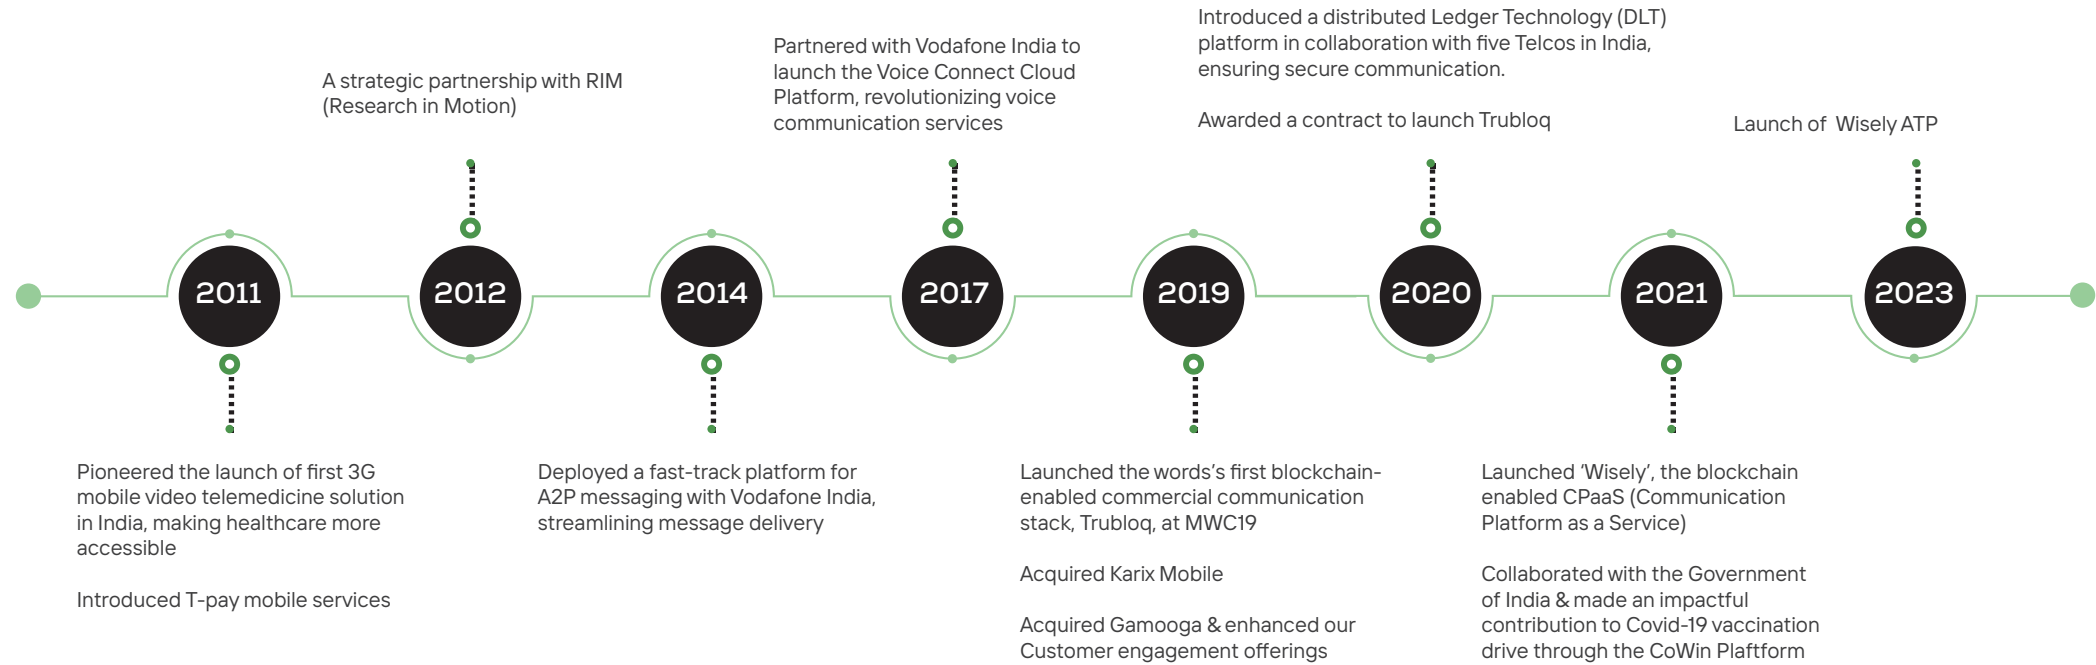 2011
Pioneered the launch of first 3G
mobile video telemedicine solution
in India, making healthcare more
accessible
Introduced T-pay mobile services
A strategic partnership with RIM
(Research in Motion)
2012
2014
Deployed a fast-track platform for
A2P messaging with Vodafone India,
streamlining message delivery
Partnered with Vodafone India to
launch the Voice Connect Cloud
Platform, revolutionizing voice
communication services
2017
2019
Launched the words's first blockchain-
enabled commercial communication
stack, Trubloq, at MWC19
Acquired Karix Mobile
Acquired Gamooga & enhanced our
Customer engagement offerings
Introduced a distributed Ledger Technology (DLT)
platform in collaboration with five Telcos in India,
ensuring secure communication.
Awarded a contract to launch Trubloq
2020
2021
Launched ‘Wisely’, the blockchain
enabled CPaaS (Communication
Platform as a Service)
Collaborated with the Government
of India & made an impactful
contribution to Covid-19 vaccination
drive through the CoWin Plaftform
Launch of Wisely ATP
2023